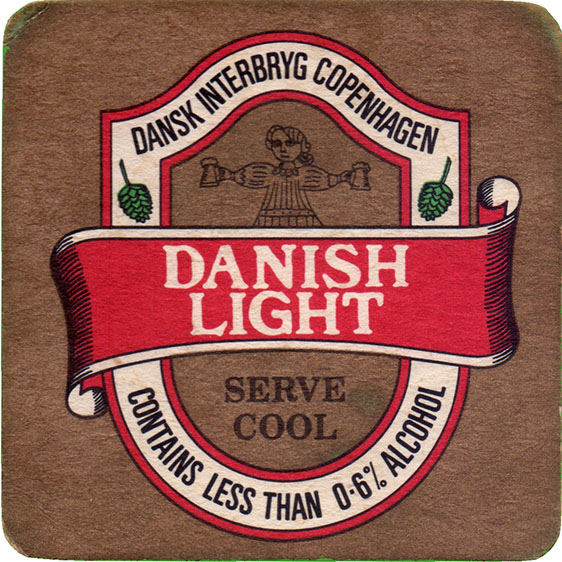 DANSK INTERBRYG COPENHAGEN
DANISH
LIGHT
SERVE
COOL
CONTAINS LESS THAN 0·6% ALCOHOL